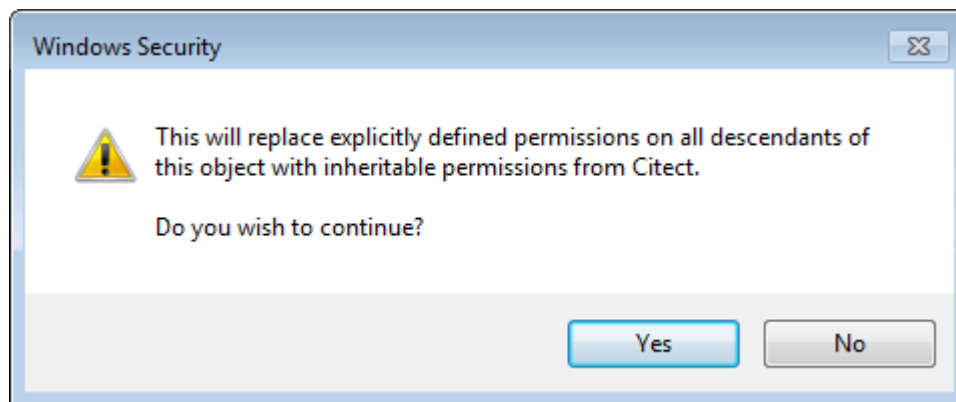 Windows Security
This will replace explicitly defined permissions on all descendants of
this object with inheritable permissions from Citect.
Do you wish to continue?
Yes
No